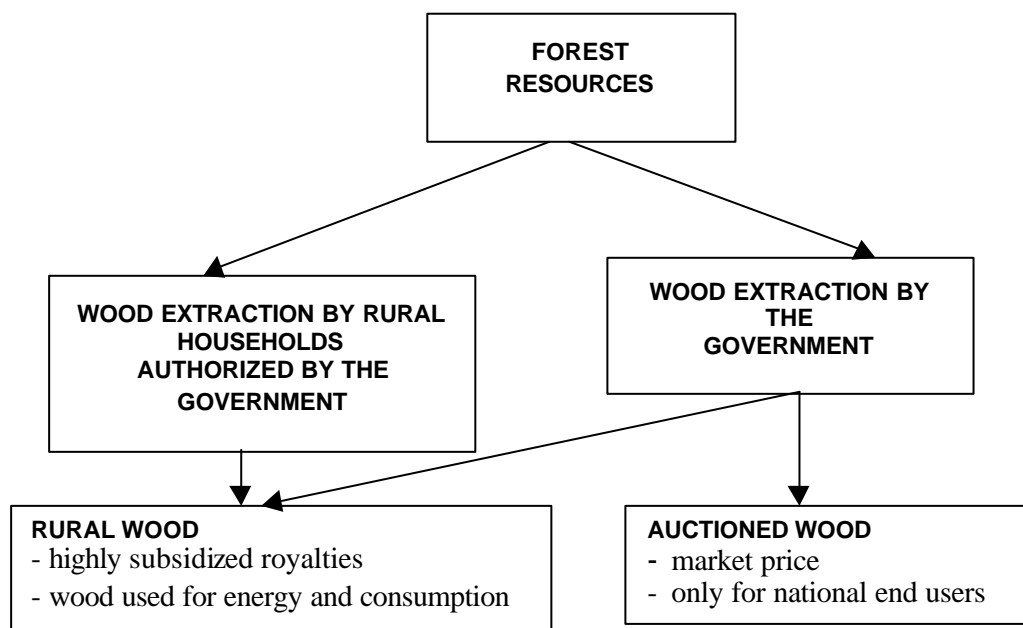 FOREST
RESOURCES
WOOD EXTRACTION BY RURAL
HOUSEHOLDS
AUTHORIZED BY THE
GOVERNMENT
WOOD EXTRACTION BY
THE
GOVERNMENT
RURAL WOOD
- highly subsidized royalties
- wood used for energy and consumption
AUCTIONED WOOD
- market price
- only for national end users